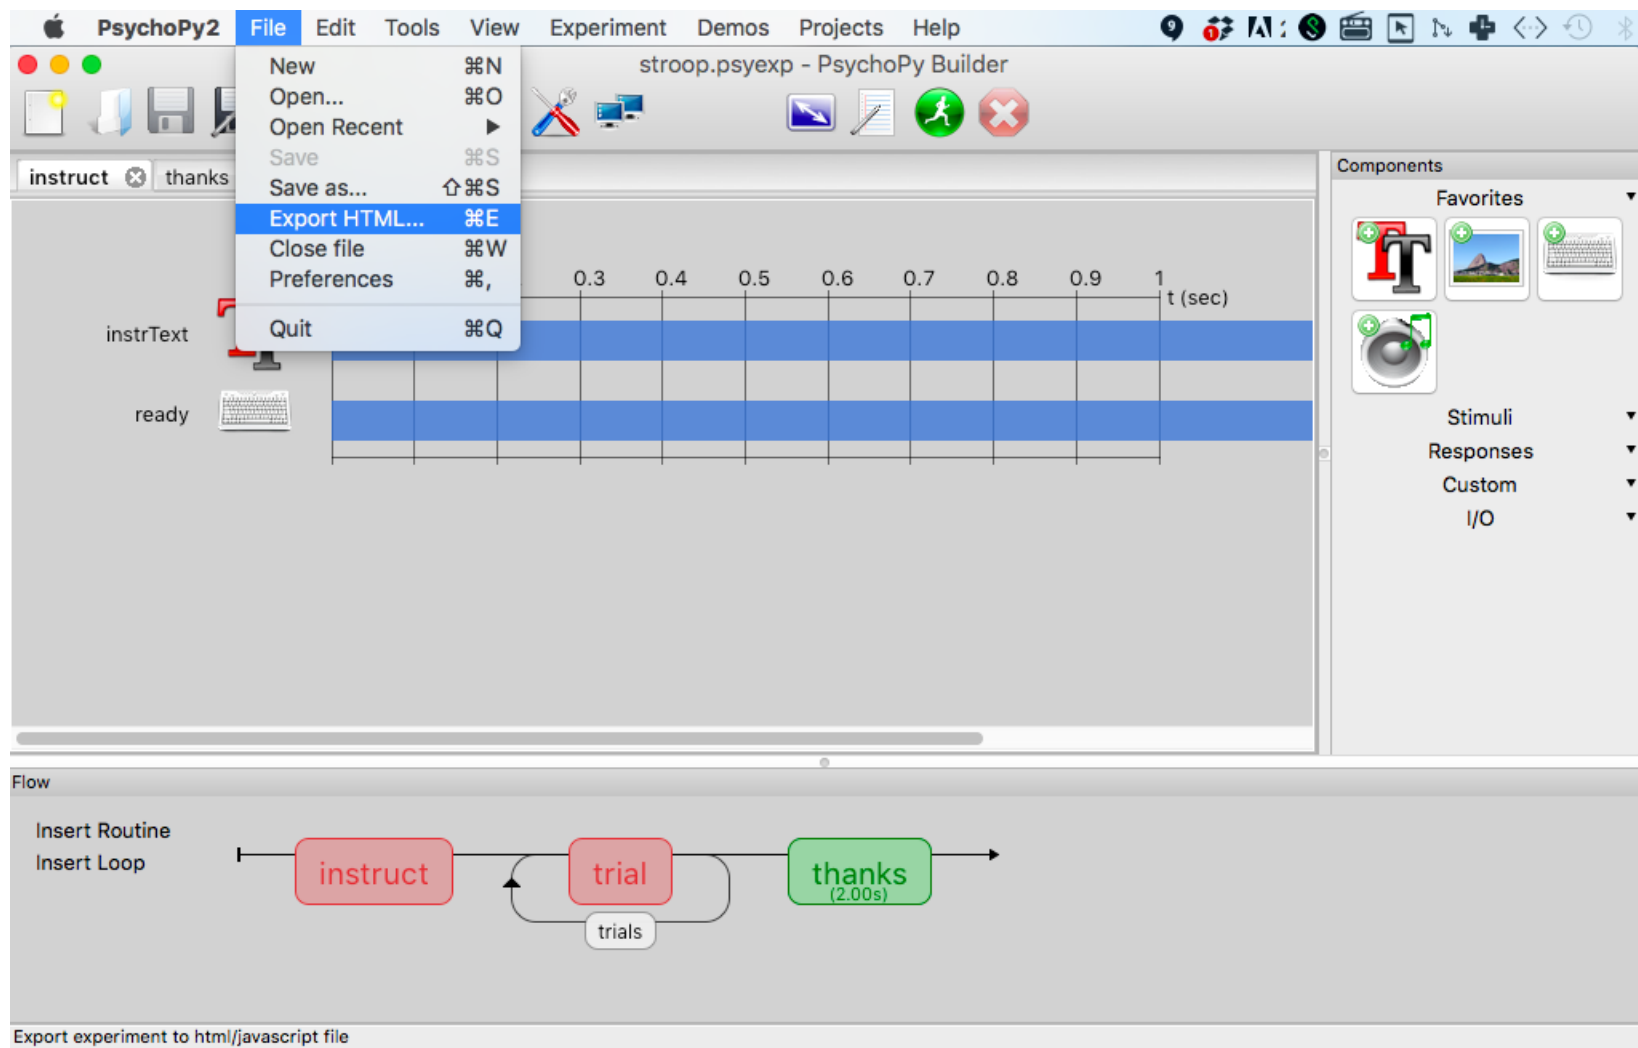 PsychoPy2 File Edit Tools View Experiment Demos Projects Help
stroop.psyexp - PsychoPy Builder
New ⌘N
Open... ⌘O
Open Recent ▶
Save ⌘S
Save as... ⇧⌘S
Export HTML... ⌘E
Close file ⌘W
Preferences ⌘,
Quit ⌘Q
instruct thanks
0.3 0.4 0.5 0.6 0.7 0.8 0.9 1
t (sec)
instrText
ready
Components
Favorites
Stimuli
Responses
Custom
I/O
Flow
Insert Routine
Insert Loop
instruct
trial
thanks
(2.00s)
trials
Export experiment to html/javascript file